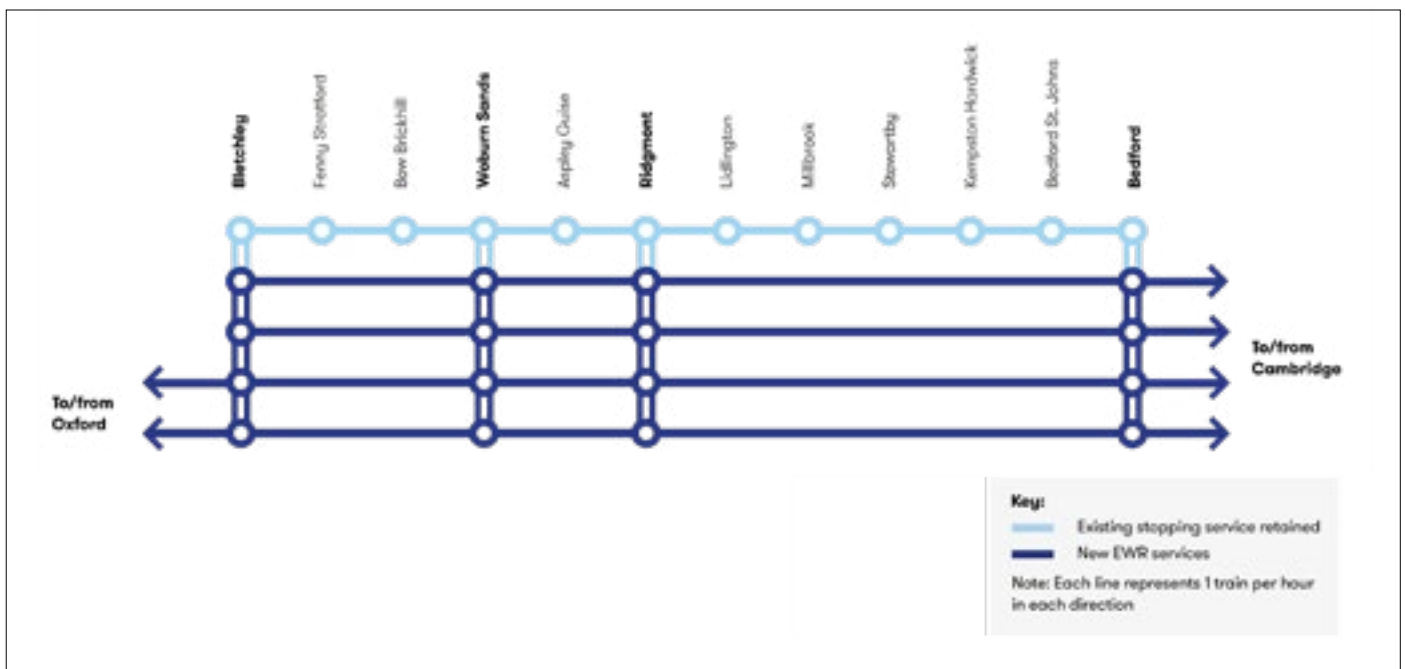 Bletchley
Fenny Stratford
Bow Brickhill
Woburn Sands
Aspley Guise
Ridgmont
Lidlington
Millbrook
Stewartby
Kempston Hardwick
Bedford St. Johns
Bedford
To/from
Cambridge
To/from
Oxford
Key:
Existing stopping service retained
New EWR services
Note: Each line represents 1 train per hour
in each direction